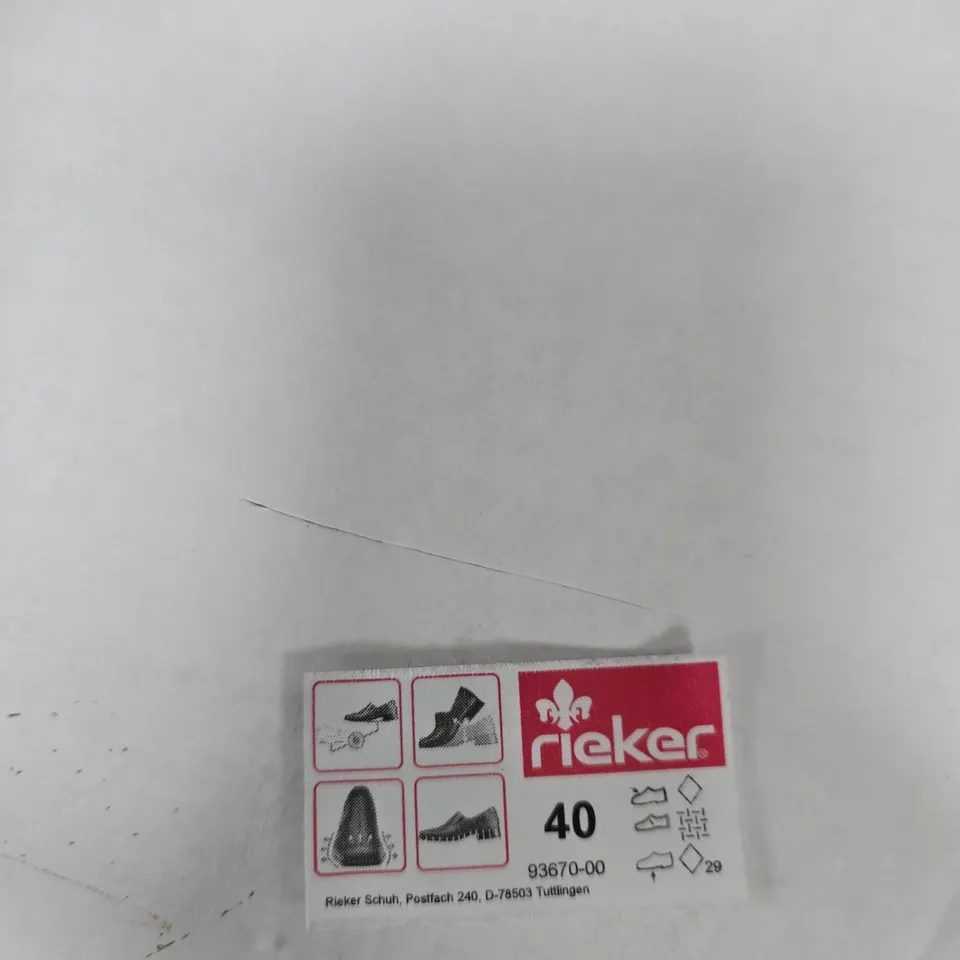 rieker®
40
93670-00
29
Rieker Schuh, Postfach 240, D-78503 Tuttlingen